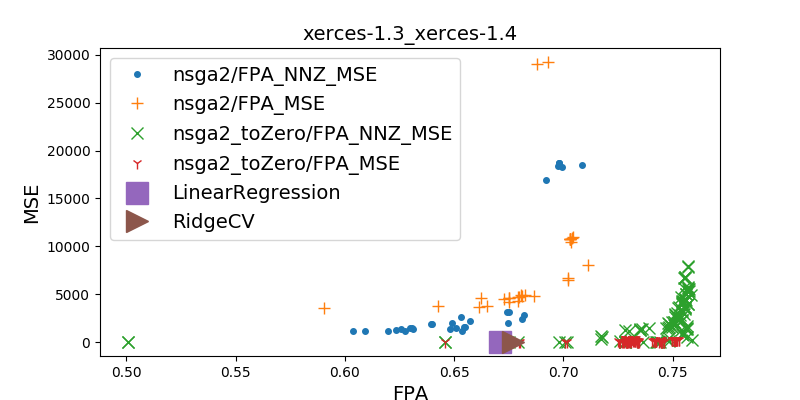 xerces-1.3_xerces-1.4
30000
25000
20000
15000
10000
5000
0
MSE
nsga2/FPA_NNZ_MSE
nsga2/FPA_MSE
nsga2_toZero/FPA_NNZ_MSE
nsga2_toZero/FPA_MSE
LinearRegression
RidgeCV
0.50 0.55 0.60 0.65 0.70 0.75
FPA